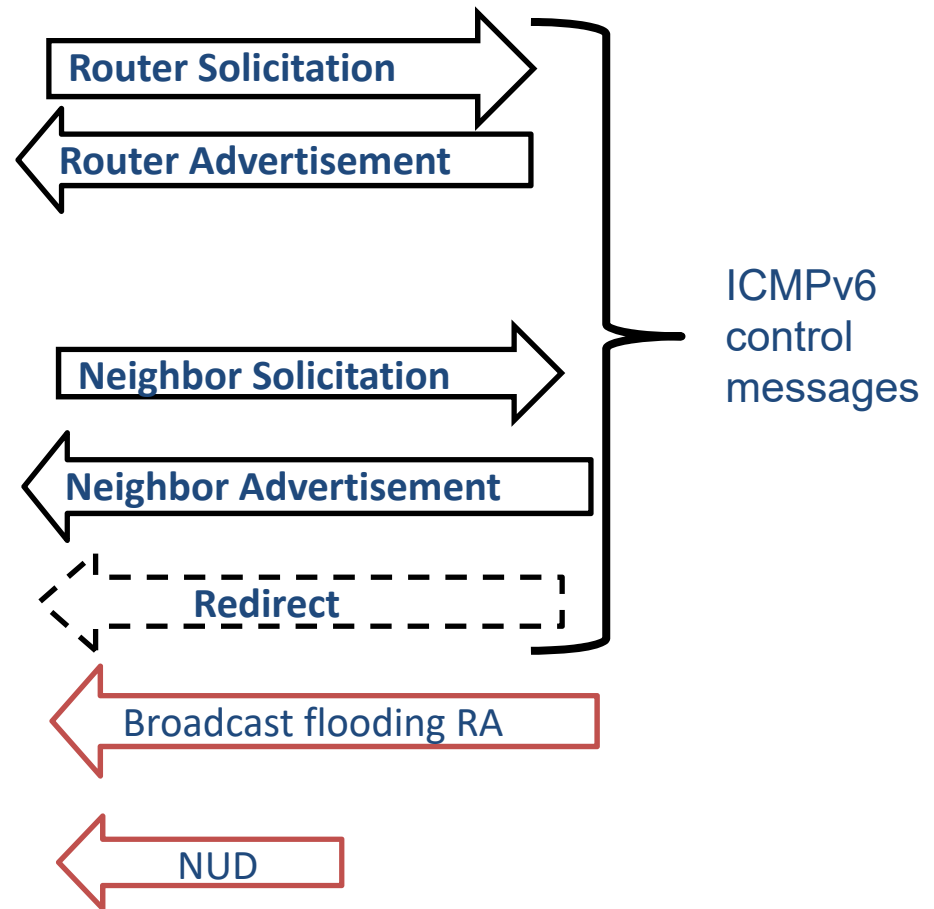 Router Solicitation
Router Advertisement
ICMPv6
control
messages
Neighbor Solicitation
Neighbor Advertisement
Redirect
Broadcast flooding RA
NUD